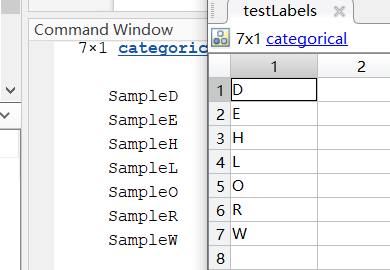 Command Window
7×1 categoric
SampleD
SampleE
SampleH
SampleL
SampleO
SampleR
SampleW
testLabels
7x1 categorical
1 2
1 D
2 E
3 H
4 L
5 O
6 R
7 W
8